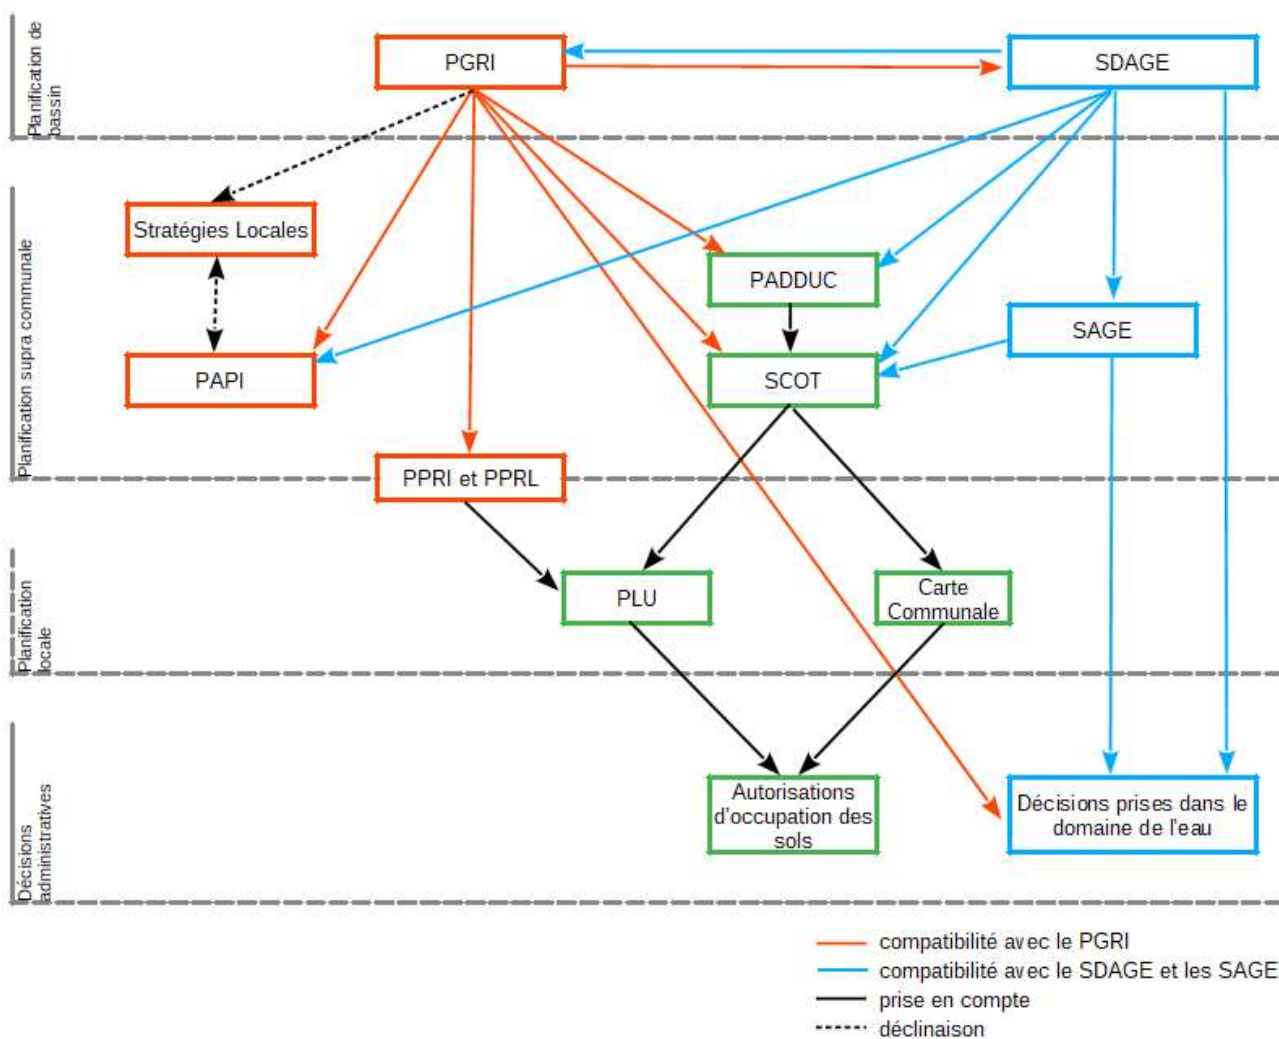 Planification de
bassin
PGRI
SDAGE
Planification supra communale
Stratégies Locales
PADDUC
SAGE
PAPI
SCOT
PPRI et PPRL
Planification
locale
PLU
Carte
Communale
Décisions
administratives
Autorisations
d'occupation des
sols
Décisions prises dans le
domaine de l'eau
compatibilité avec le PGRI
compatibilité avec le SDAGE et les SAGE
prise en compte
déclinaison